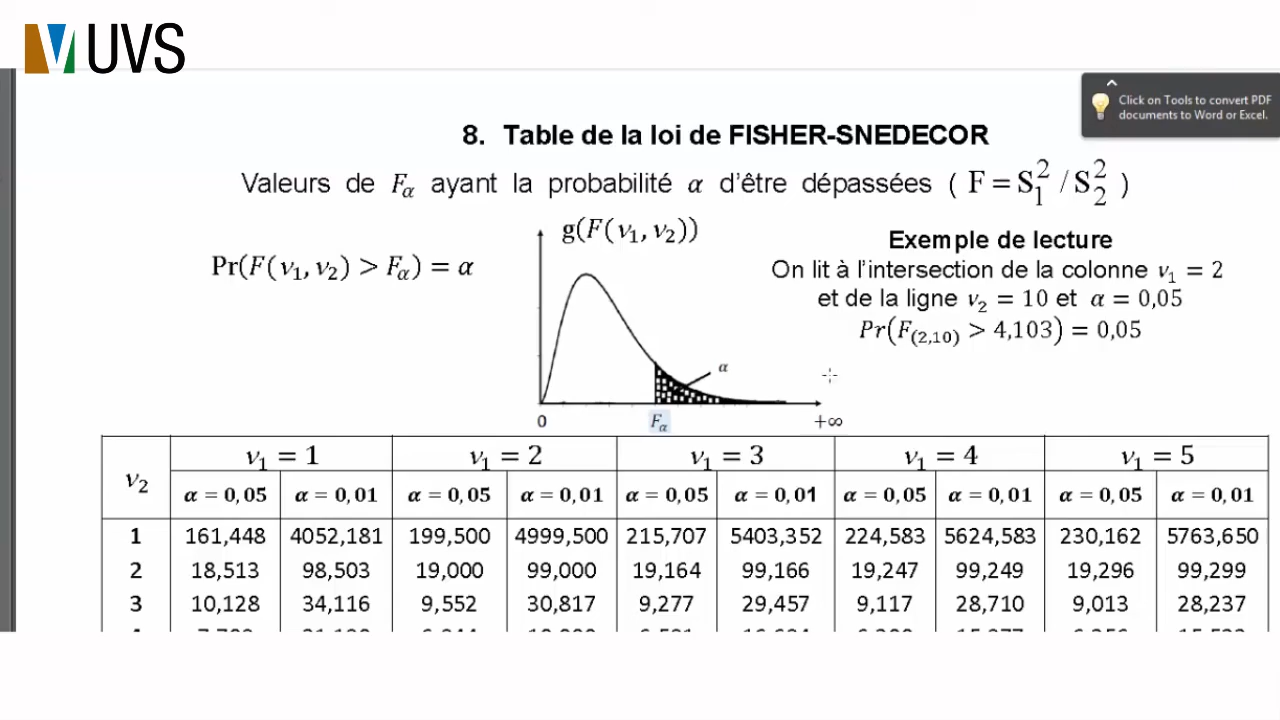 UVS
Click on Tools to convert PDF
documents to Word or Excel.
8. Table de la loi de FISHER-SNEDECOR
Valeurs de Fα ayant la probabilité α d'être dépassées ( F = S₁² / S₂² )
g(F(ν₁, ν₂))
Pr(F(ν₁, ν₂) > Fα) = α
Exemple de lecture
On lit à l'intersection de la colonne ν₁ = 2
et de la ligne ν₂ = 10 et α = 0,05
Pr(F(2,10) > 4,103) = 0,05
α
0 Fα +∞
ν₂ ν₁ = 1 ν₁ = 2 ν₁ = 3 ν₁ = 4 ν₁ = 5
α = 0,05 α = 0,01 α = 0,05 α = 0,01 α = 0,05 α = 0,01 α = 0,05 α = 0,01 α = 0,05 α = 0,01
1 161,448 4052,181 199,500 4999,500 215,707 5403,352 224,583 5624,583 230,162 5763,650
2 18,513 98,503 19,000 99,000 19,164 99,166 19,247 99,249 19,296 99,299
3 10,128 34,116 9,552 30,817 9,277 29,457 9,117 28,710 9,013 28,237